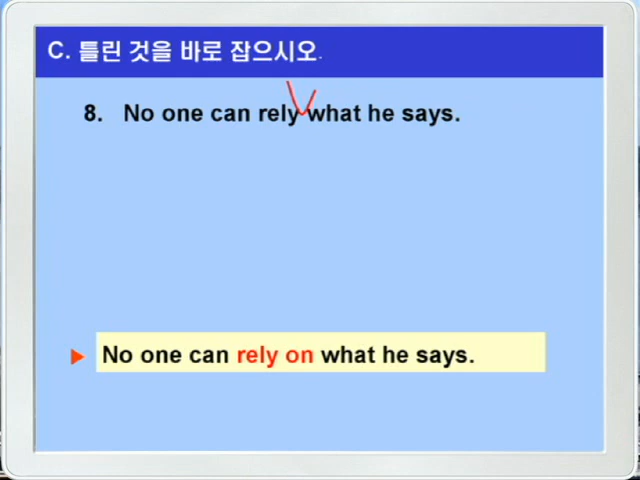 C. 틀린 것을 바로 잡으시오.
8. No one can rely what he says.
No one can rely on what he says.